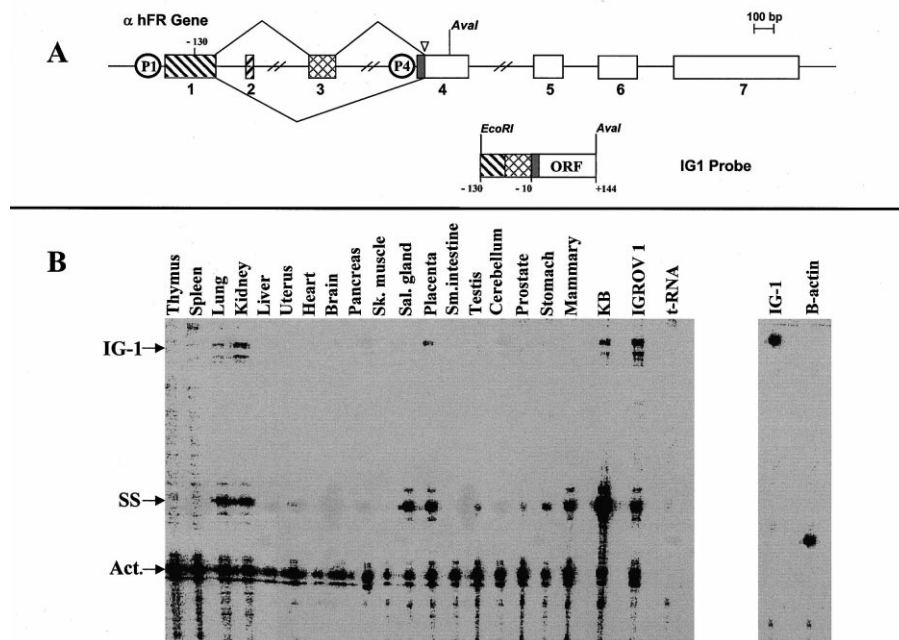 α hFR Gene
A
AvaI
100 bp
P1
- 130
P4
1
2
3
4
5
6
7
EcoRI
AvaI
ORF
IG1 Probe
- 130
- 10
+144
B
Thymus
Spleen
Lung
Kidney
Liver
Uterus
Heart
Brain
Pancreas
Sk. muscle
Sal. gland
Placenta
Sm.intestine
Testis
Cerebellum
Prostate
Stomach
Mammary
KB
IGROV 1
t-RNA
IG-1
B-actin
IG-1
SS
Act.